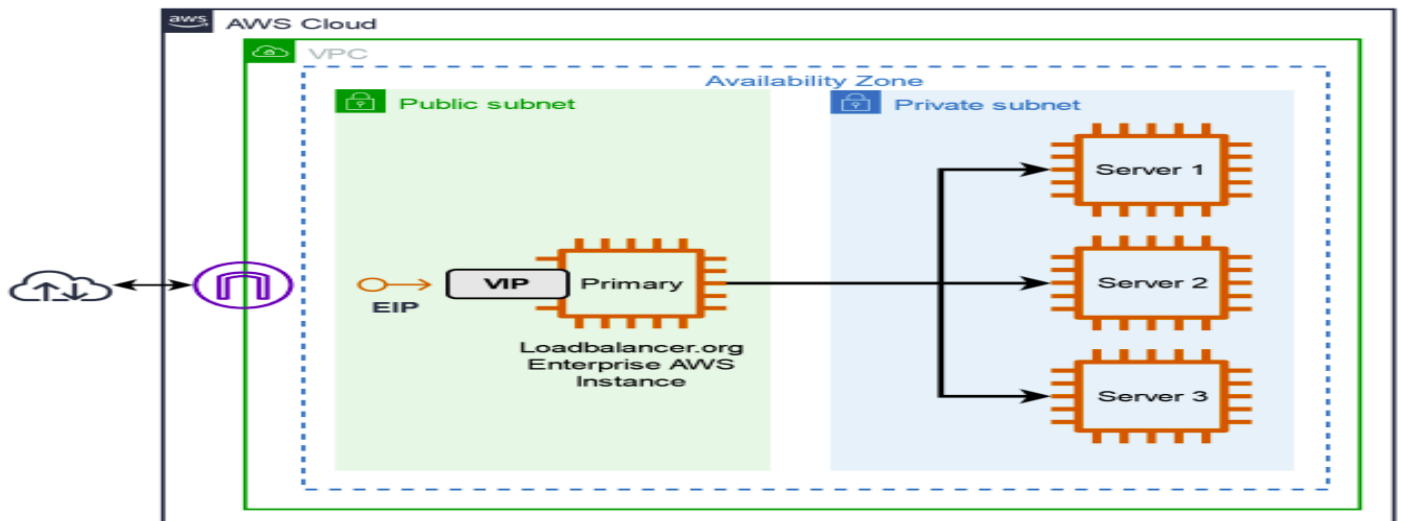 aws
AWS Cloud
VPC
Availability Zone
Public subnet
Private subnet
Server 1
EIP
VIP
Primary
Server 2
Loadbalancer.org
Enterprise AWS
Instance
Server 3